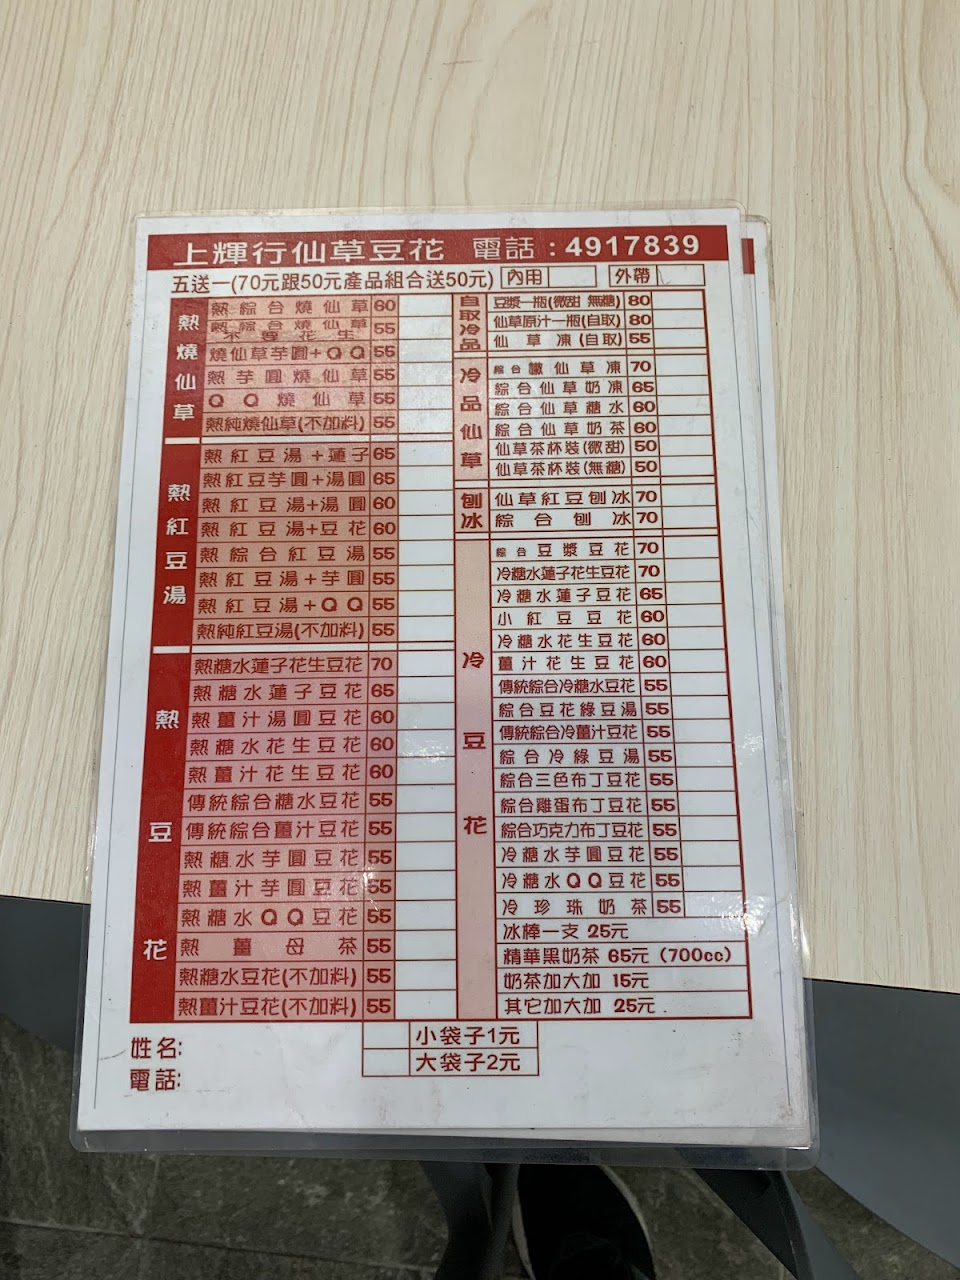 上輝行仙草豆花 電話:4917839
五送一(70元跟50元產品組合送50元) 內用 外帶
熱燒仙草
熱綜合燒仙草 60
熱綜合燒仙草不要花生 55
燒仙草芋圓+QQ 55
熱芋圓燒仙草 55
QQ燒仙草 55
熱純燒仙草(不加料) 55
熱紅豆湯
熱紅豆湯+蓮子 65
熱紅豆芋圓+湯圓 65
熱紅豆湯+湯圓 60
熱紅豆湯+豆花 60
熱綜合紅豆湯 55
熱紅豆湯+芋圓 55
熱紅豆湯+QQ 55
熱純紅豆湯(不加料) 55
熱豆花
熱糖水蓮子花生豆花 70
熱糖水蓮子豆花 65
熱薑汁湯圓豆花 60
熱糖水花生豆花 60
熱薑汁花生豆花 60
傳統綜合糖水豆花 55
傳統綜合薑汁豆花 55
熱糖水芋圓豆花 55
熱薑汁芋圓豆花 55
熱糖水QQ豆花 55
熱薑母茶 55
熱糖水豆花(不加料) 55
熱薑汁豆花(不加料) 55
自取冷品
豆漿一瓶(微甜 無糖) 80
仙草原汁一瓶(自取) 80
仙草凍(自取) 55
冷品仙草
綜合嫩仙草凍 70
綜合仙草奶凍 65
綜合仙草糖水 60
綜合仙草奶茶 60
仙草茶杯裝(微甜) 50
仙草茶杯裝(無糖) 50
刨冰
仙草紅豆刨冰 70
綜合刨冰 70
冷豆花
綜合豆漿豆花 70
冷糖水蓮子花生豆花 70
冷糖水蓮子豆花 65
小紅豆豆花 60
冷糖水花生豆花 60
薑汁花生豆花 60
傳統綜合冷糖水豆花 55
綜合豆花綠豆湯 55
傳統綜合冷薑汁豆花 55
綜合冷綠豆湯 55
綜合三色布丁豆花 55
綜合雞蛋布丁豆花 55
綜合巧克力布丁豆花 55
冷糖水芋圓豆花 55
冷糖水QQ豆花 55
冷珍珠奶茶 55
冰棒一支 25元
精華黑奶茶 65元 (700cc)
奶茶加大加 15元
其它加大加 25元
小袋子1元
大袋子2元
姓名:
電話: